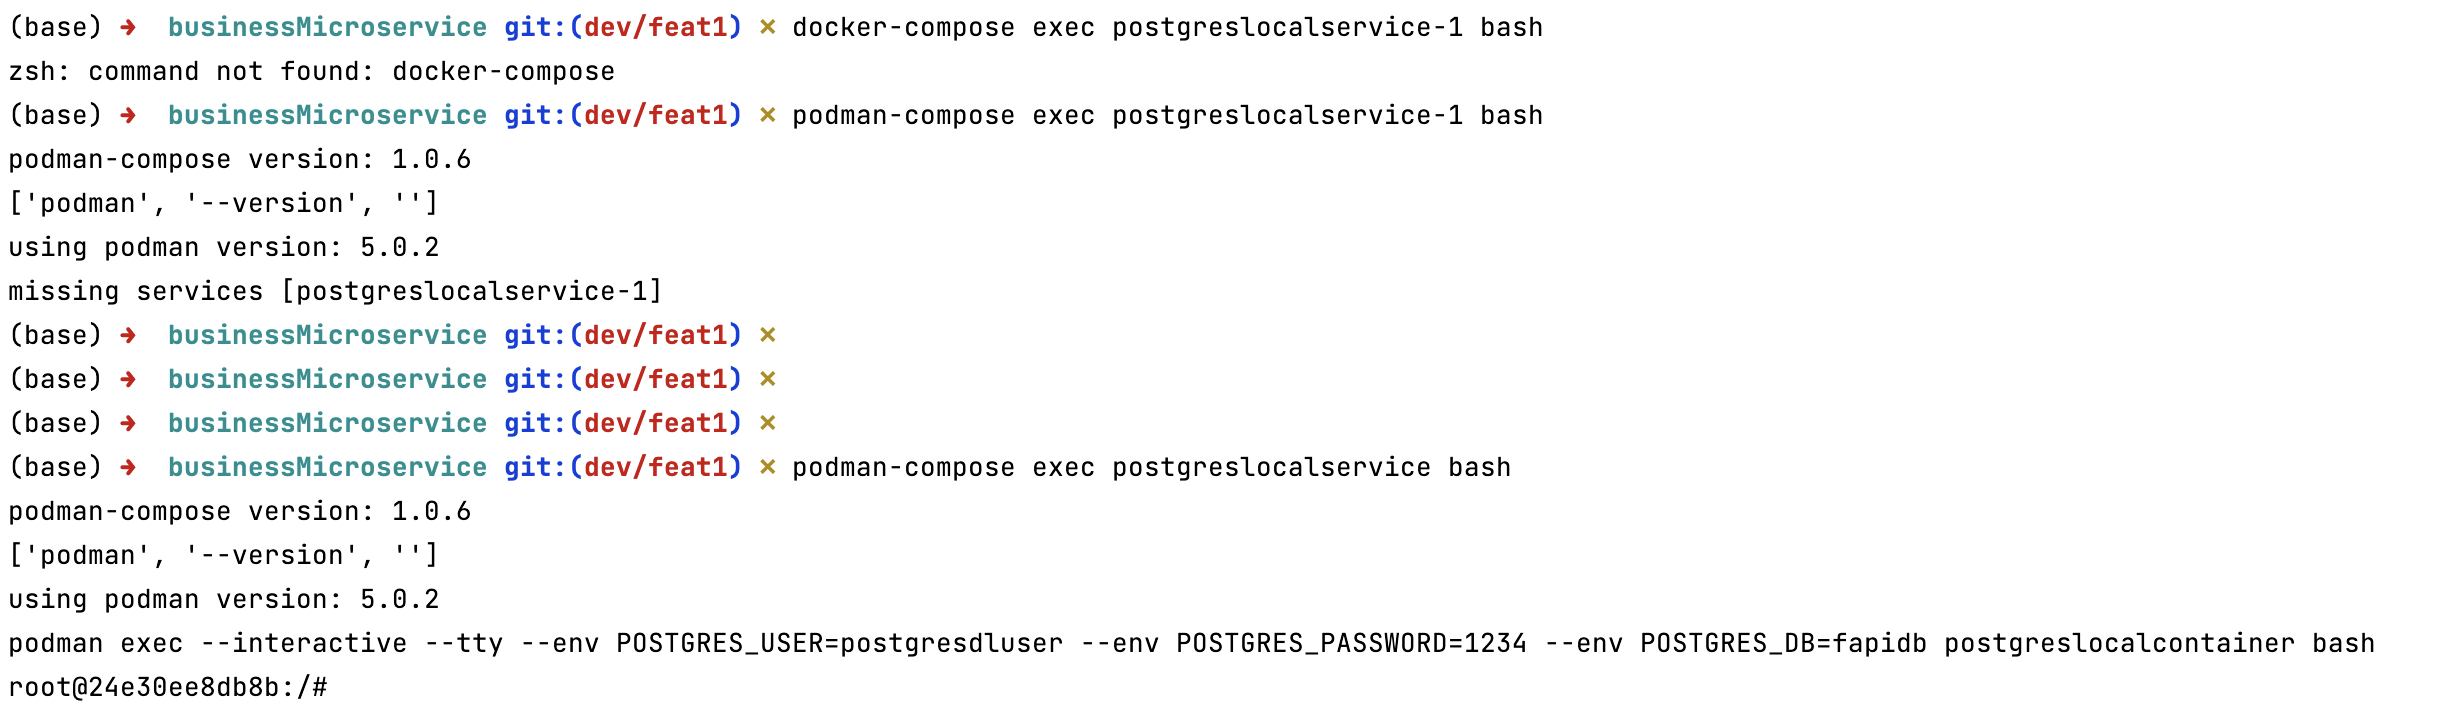 (base) ➜  businessMicroservice git:(dev/feat1) ✗ docker-compose exec postgreslocalservice-1 bash
zsh: command not found: docker-compose
(base) ➜  businessMicroservice git:(dev/feat1) ✗ podman-compose exec postgreslocalservice-1 bash
podman-compose version: 1.0.6
['podman', '--version', '']
using podman version: 5.0.2
missing services [postgreslocalservice-1]
(base) ➜  businessMicroservice git:(dev/feat1) ✗
(base) ➜  businessMicroservice git:(dev/feat1) ✗
(base) ➜  businessMicroservice git:(dev/feat1) ✗
(base) ➜  businessMicroservice git:(dev/feat1) ✗ podman-compose exec postgreslocalservice bash
podman-compose version: 1.0.6
['podman', '--version', '']
using podman version: 5.0.2
podman exec --interactive --tty --env POSTGRES_USER=postgresdluser --env POSTGRES_PASSWORD=1234 --env POSTGRES_DB=fapidb postgreslocalcontainer bash
root@24e30ee8db8b:/#